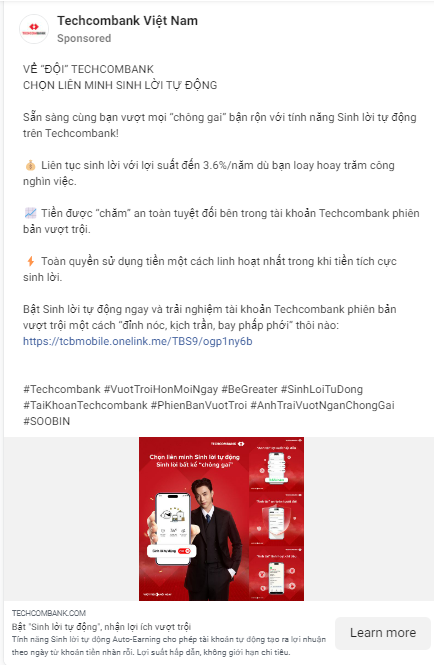 Techcombank Việt Nam
Sponsored
VỀ "ĐỘI" TECHCOMBANK
CHỌN LIÊN MINH SINH LỜI TỰ ĐỘNG
Sẵn sàng cùng bạn vượt mọi "chông gai" bận rộn với tính năng Sinh lời tự động
trên Techcombank!
💰 Liên tục sinh lời với lợi suất đến 3.6%/năm dù bạn loay hoay trăm công
nghìn việc.
📈 Tiền được "chăm" an toàn tuyệt đối bên trong tài khoản Techcombank phiên
bản vượt trội.
⚡ Toàn quyền sử dụng tiền một cách linh hoạt nhất trong khi tiền tích cực
sinh lời.
Bật Sinh lời tự động ngay và trải nghiệm tài khoản Techcombank phiên bản
vượt trội một cách "đỉnh nóc, kịch trần, bay phấp phới" thôi nào:
https://tcbmobile.onelink.me/TBS9/ogp1ny6b
#Techcombank #VuotTroiHonMoiNgay #BeGreater #SinhLoiTuDong
#TaiKhoanTechcombank #PhienBanVuotTroi #AnhTraiVuotNganChongGai
#SOOBIN
TECHCOMBANK
Chọn liên minh Sinh lời tự động
Sinh lời bất kể "chông gai"
TECHCOMBANK.COM
Bật "Sinh lời tự động", nhận lợi ích vượt trội
Tính năng Sinh lời tự động Auto-Earning cho phép tài khoản tự động tạo ra lợi nhuận
theo ngày từ khoản tiền nhàn rỗi. Lợi suất hấp dẫn, không giới hạn chi tiêu.
Learn more